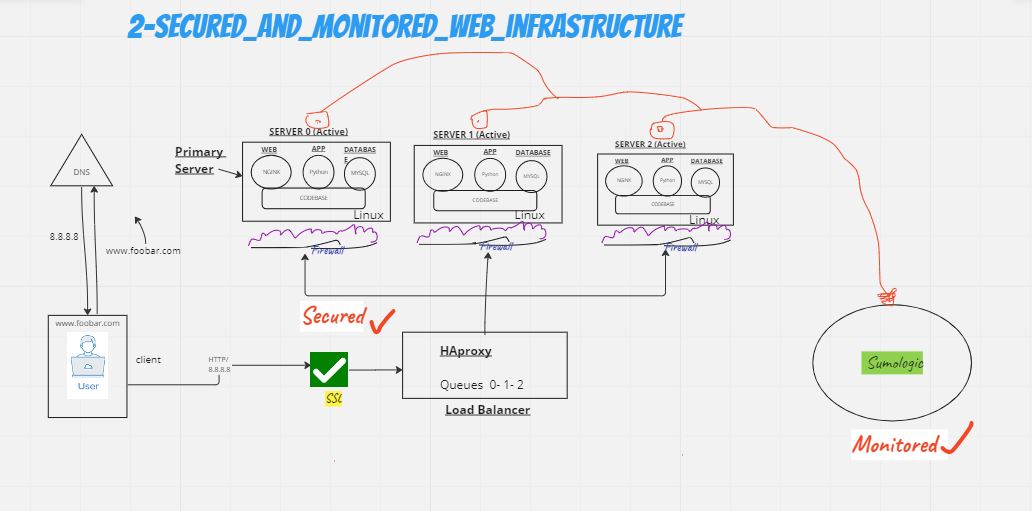 2-SECURED_AND_MONITORED_WEB_INFRASTRUCTURE
SERVER 0 (Active)
SERVER 1 (Active)
SERVER 2 (Active)
Primary
Server
WEB
APP
DATABAS
E
NGINX
Python
MYSQL
CODEBASE
Linux
WEB
APP
DATABASE
NGINX
Python
MYSQL
CODEBASE
Linux
WEB
APP
DATABASE
NGINX
Python
MYSQL
CODEBASE
Linux
Firewall
Firewall
Firewall
DNS
8.8.8.8
www.foobar.com
www.foobar.com
User
client
HTTP/
8.8.8.8
Secured
SSL
HAproxy
Queues 0- 1- 2
Load Balancer
Sumologic
Monitored